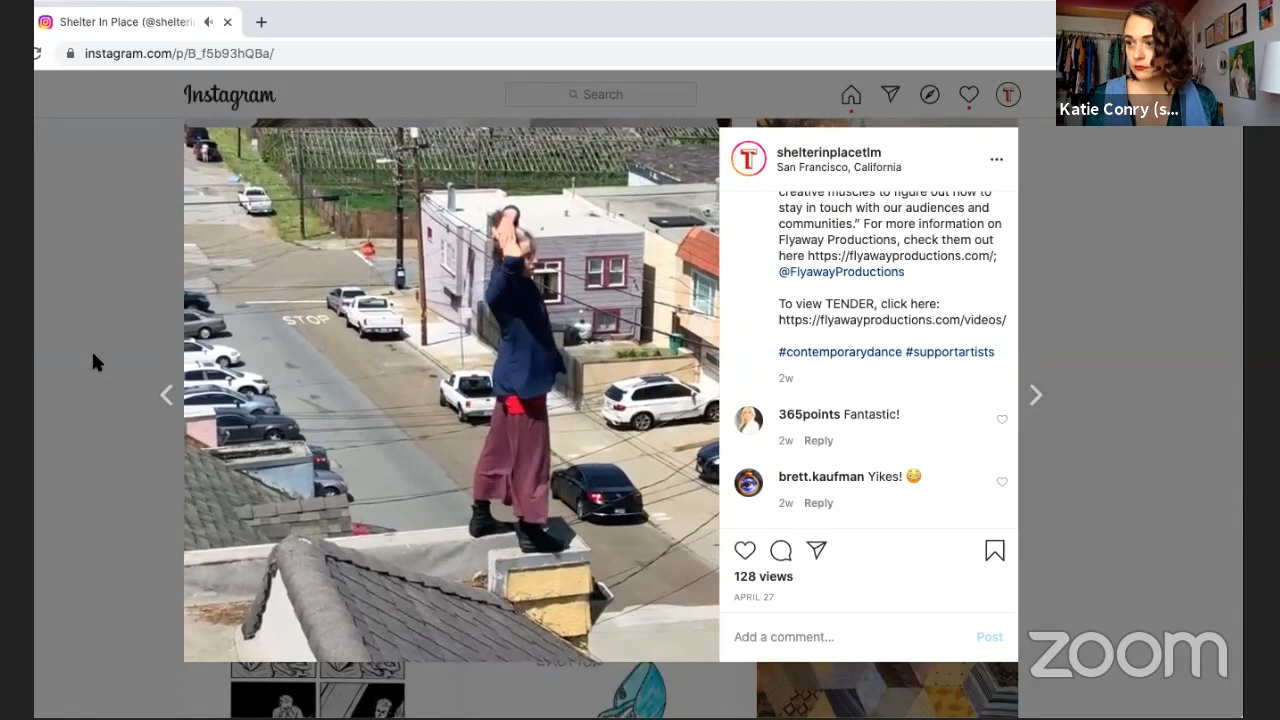 Shelter In Place (@shelteri
instagram.com/p/B_f5b93hQBa/
Katie Conry (s...
Instagram
Search
shelterinplacetlm
San Francisco, California
creative muscles to figure out how to
stay in touch with our audiences and
communities.” For more information on
Flyaway Productions, check them out
here https://flyawayproductions.com/;
@FlyawayProductions
To view TENDER, click here:
https://flyawayproductions.com/videos/
#contemporarydance #supportartists
2w
365points Fantastic!
2w Reply
brett.kaufman Yikes! 😳
2w Reply
128 views
APRIL 27
Add a comment...
Post
STOP
zoom